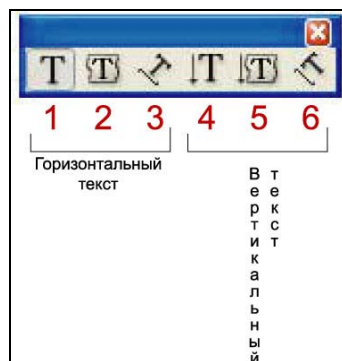 T T T T T T
1 2 3 4 5 6
Горизонтальный
текст
Вертикальный
текст